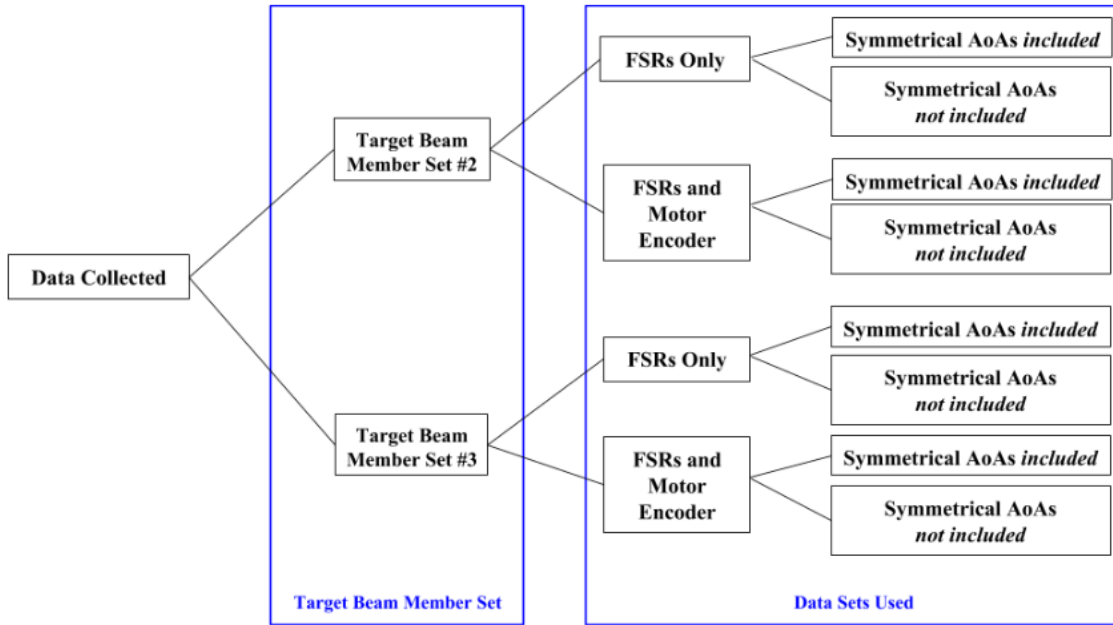 Data Collected
Target Beam
Member Set #2
Target Beam
Member Set #3
Target Beam Member Set
FSRs Only
Symmetrical AoAs included
Symmetrical AoAs
not included
FSRs and
Motor
Encoder
Symmetrical AoAs included
Symmetrical AoAs
not included
FSRs Only
Symmetrical AoAs included
Symmetrical AoAs
not included
FSRs and
Motor
Encoder
Symmetrical AoAs included
Symmetrical AoAs
not included
Data Sets Used